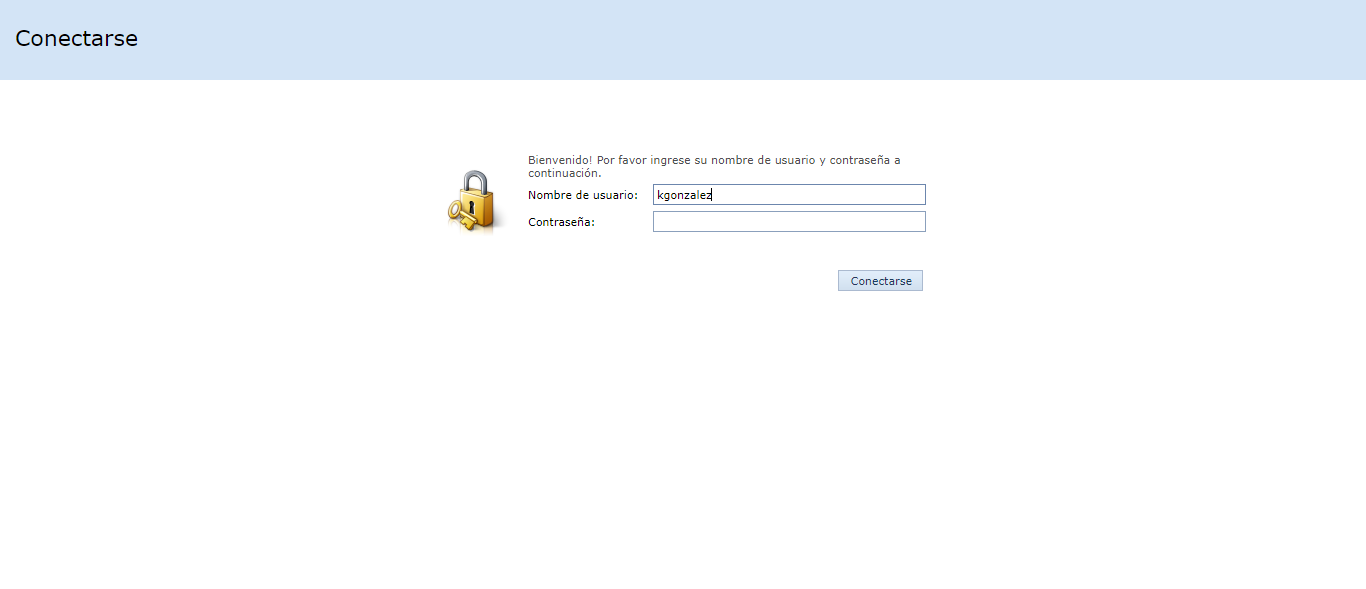 Conectarse
Bienvenido! Por favor ingrese su nombre de usuario y contraseña a
continuación.
Nombre de usuario: kgonzalez
Contraseña:
Conectarse